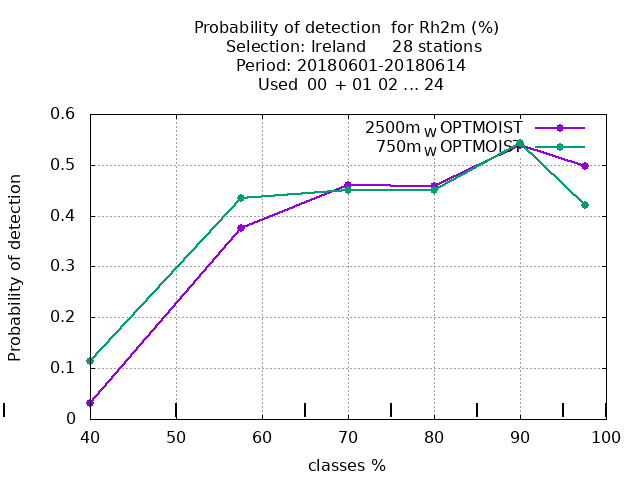 Probability of detection for Rh2m (%)
Selection: Ireland 28 stations
Period: 20180601-20180614
Used 00 + 01 02 ... 24
2500m W OPTMOIST
750m W OPTMOIST
Probability of detection
0.6
0.5
0.4
0.3
0.2
0.1
0
40 50 60 70 80 90 100
classes %